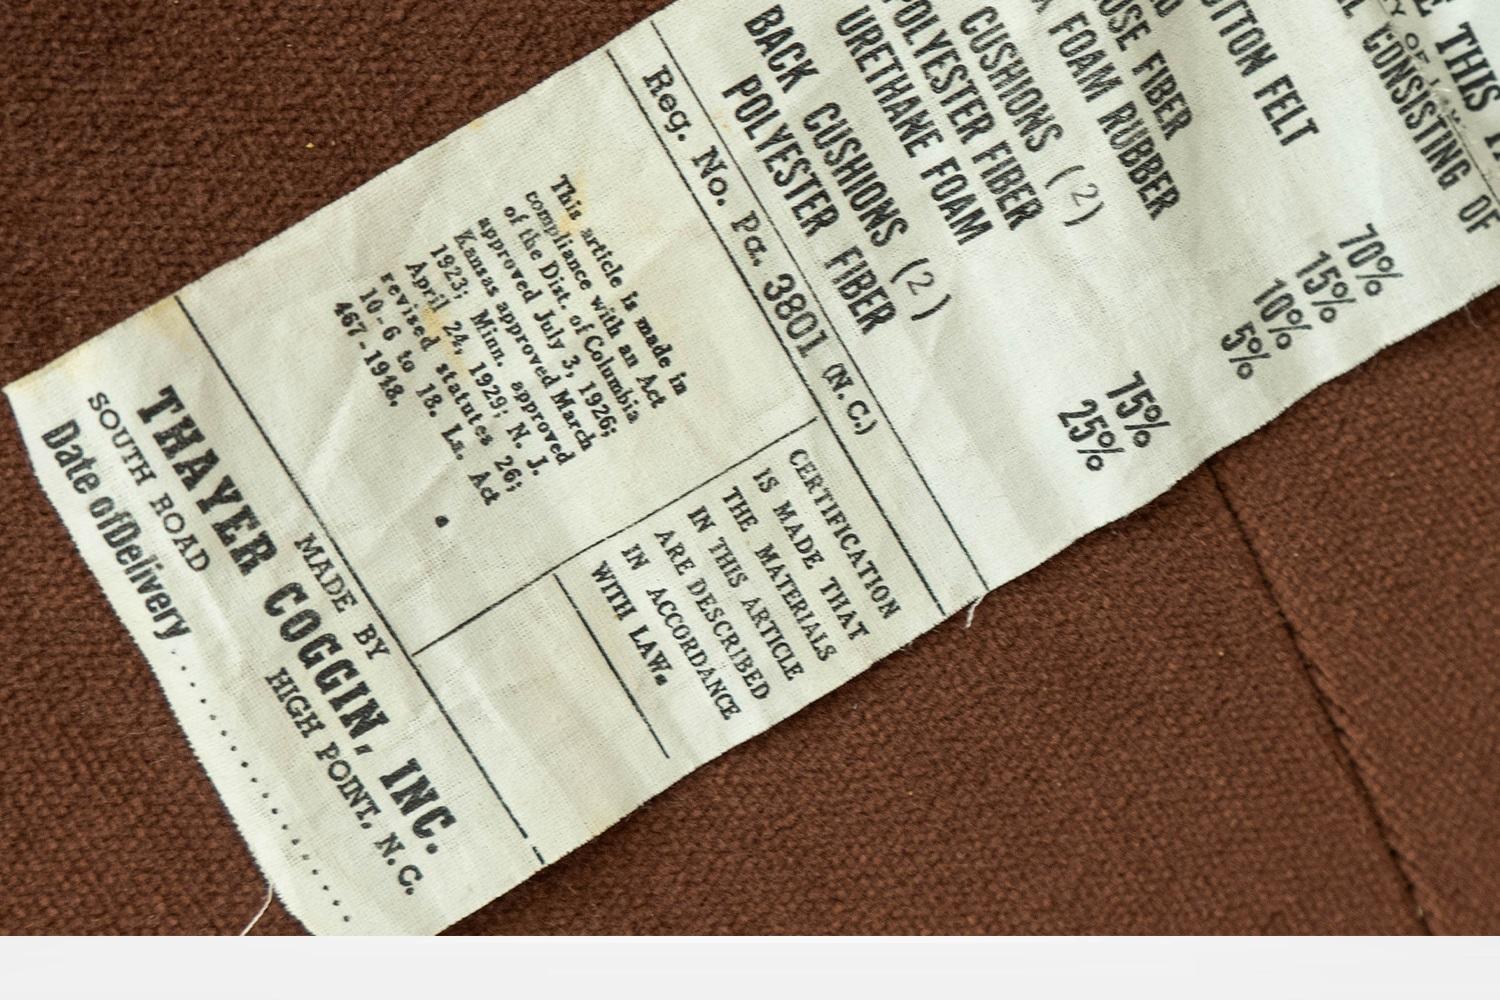 THIS
CONSISTING OF
COTTON FELT 70%
FIBER 15%
FOAM RUBBER 10%
5%
CUSHIONS (2)
POLYESTER FIBER 75%
URETHANE FOAM 25%
BACK CUSHIONS (2)
POLYESTER FIBER
Reg. No. Pa. 3801 (N. C.)
This article is made in
compliance with an Act
of the Dist. of Columbia
approved July 3, 1926;
Kansas approved March
1923; Minn. approved
April 24, 1929; N. J.
revised statutes 26;
10-6 to 18. La. Act
467-1948.
CERTIFICATION
IS MADE THAT
THE MATERIALS
IN THIS ARTICLE
ARE DESCRIBED
IN ACCORDANCE
WITH LAW.
MADE BY
THAYER COGGIN, INC.
SOUTH ROAD HIGH POINT, N. C.
Date of Delivery